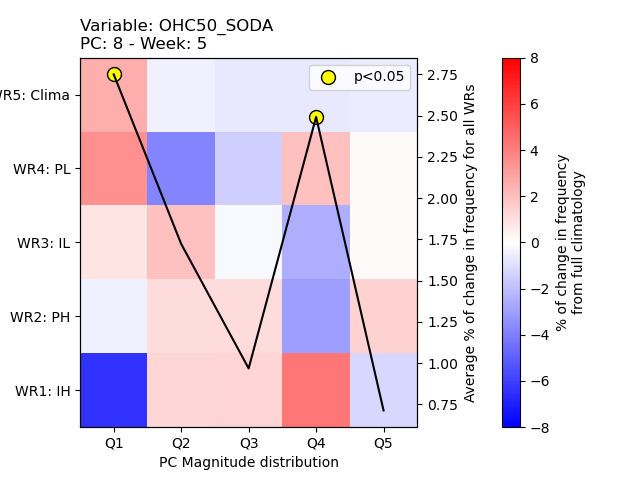 Variable: OHC50_SODA
PC: 8 - Week: 5
p<0.05
WR5: Clima
WR4: PL
WR3: IL
WR2: PH
WR1: IH
Q1 Q2 Q3 Q4 Q5
PC Magnitude distribution
2.75
2.50
2.25
2.00
1.75
1.50
1.25
1.00
0.75
Average % of change in frequency for all WRs
8
6
4
2
0
−2
−4
−6
−8
% of change in frequency
from full climatology